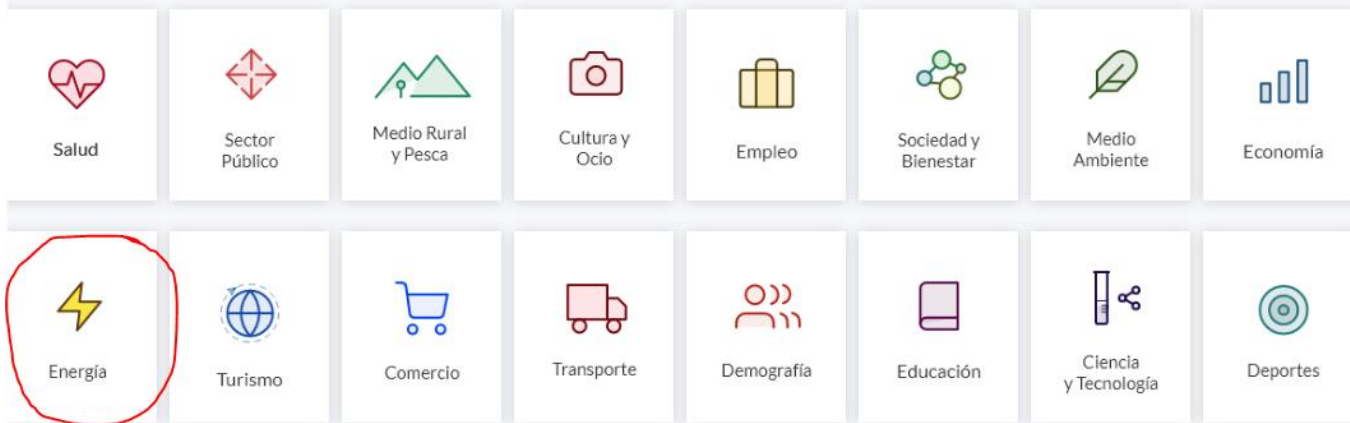 Salud
Sector
Público
Medio Rural
y Pesca
Cultura y
Ocio
Empleo
Sociedad y
Bienestar
Medio
Ambiente
Economía
Energía
Turismo
Comercio
Transporte
Demografía
Educación
Ciencia
y Tecnología
Deportes